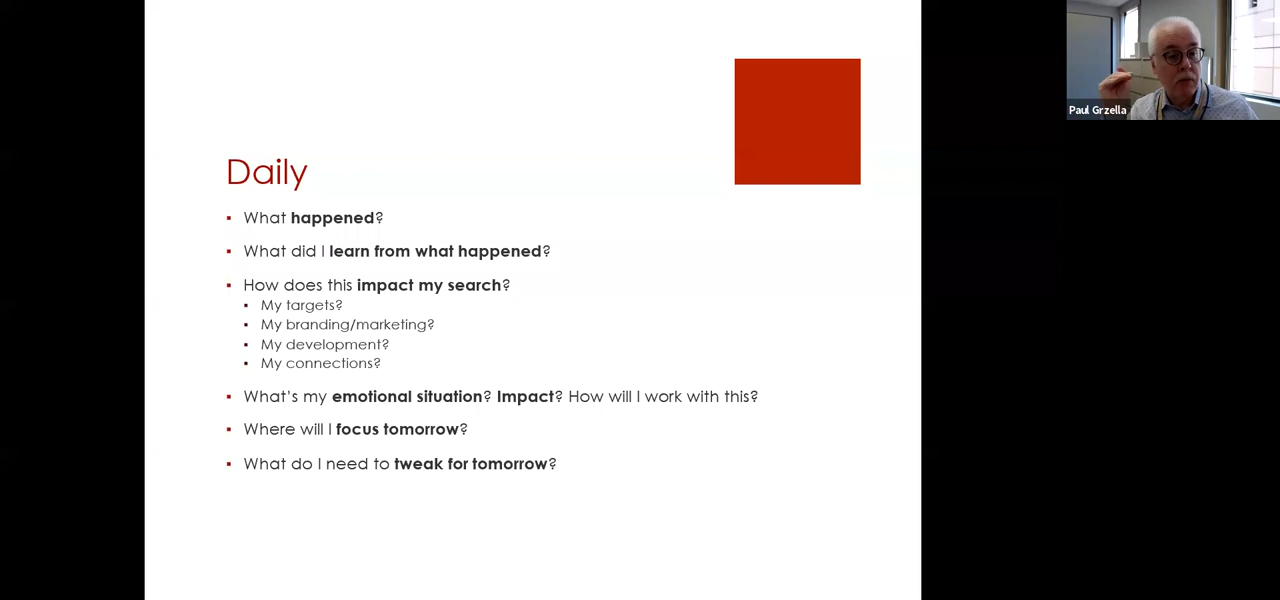 Daily
What happened?
What did I learn from what happened?
How does this impact my search?
My targets?
My branding/marketing?
My development?
My connections?
What's my emotional situation? Impact? How will I work with this?
Where will I focus tomorrow?
What do I need to tweak for tomorrow?
Paul Grzella